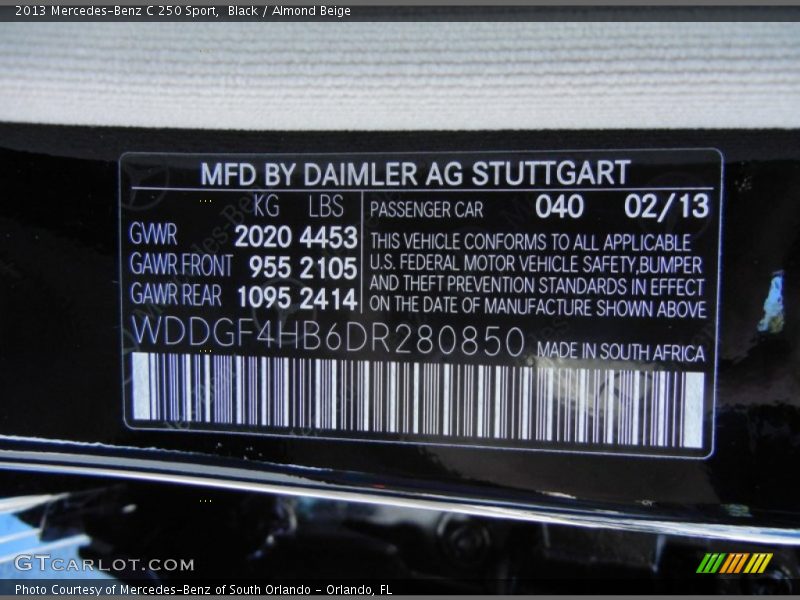 2013 Mercedes-Benz C 250 Sport,  Black / Almond Beige
MFD BY DAIMLER AG STUTTGART
KG LBS
GVWR 2020 4453
GAWR FRONT 955 2105
GAWR REAR 1095 2414
PASSENGER CAR 040 02/13
THIS VEHICLE CONFORMS TO ALL APPLICABLE
U.S. FEDERAL MOTOR VEHICLE SAFETY,BUMPER
AND THEFT PREVENTION STANDARDS IN EFFECT
ON THE DATE OF MANUFACTURE SHOWN ABOVE
WDDGF4HB6DR280850 MADE IN SOUTH AFRICA
GTCARLOT.COM
Photo Courtesy of Mercedes-Benz of South Orlando - Orlando, FL